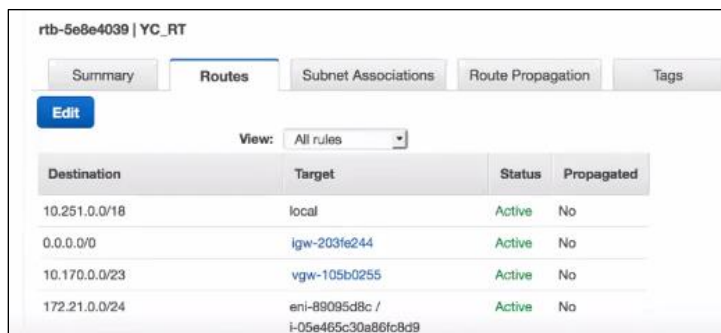 rtb-5e8e4039 | YC_RT
Summary Routes Subnet Associations Route Propagation Tags
Edit
View: All rules
Destination Target Status Propagated
10.251.0.0/18 local Active No
0.0.0.0/0 igw-203fe244 Active No
10.170.0.0/23 vgw-105b0255 Active No
172.21.0.0/24 eni-89095d8c / Active No
i-05e465c30a86fc8d9